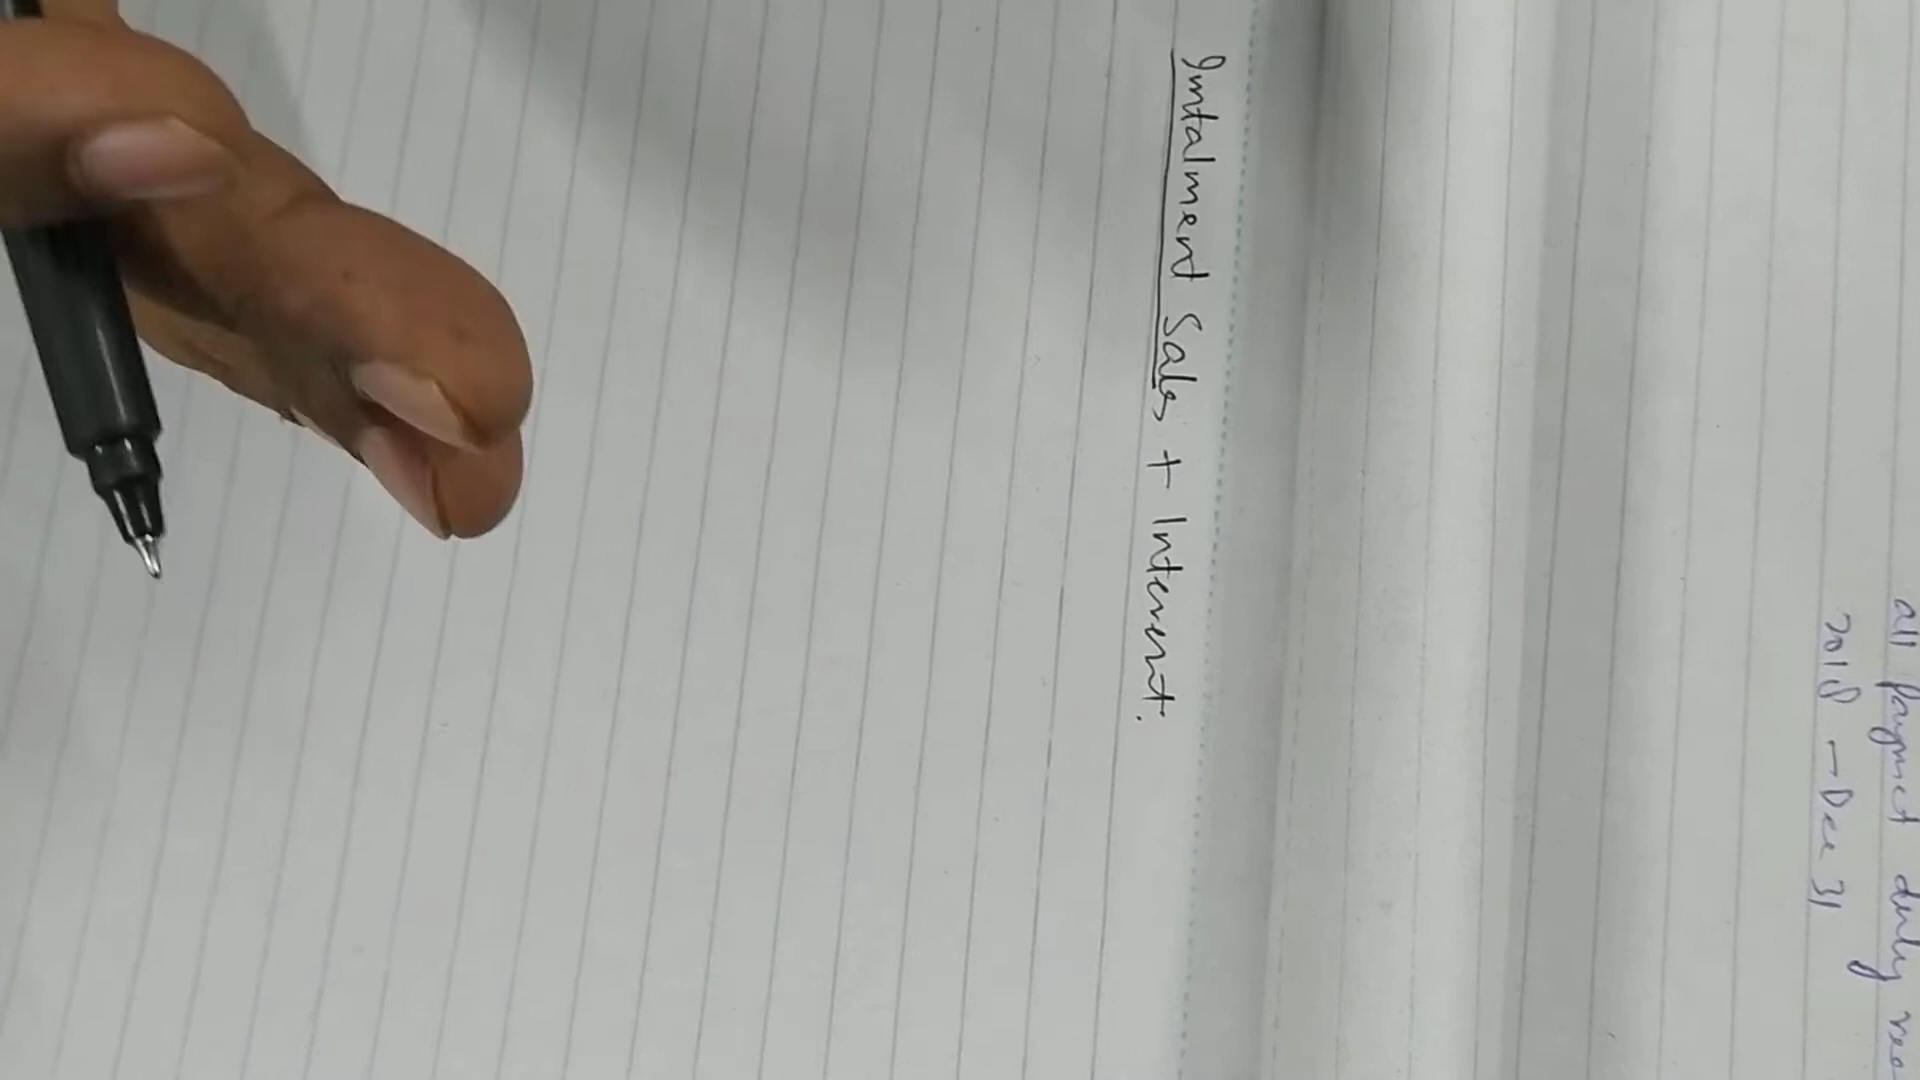 Instalment Sales + Interest.
all Payment duly
2018 - Dec 31